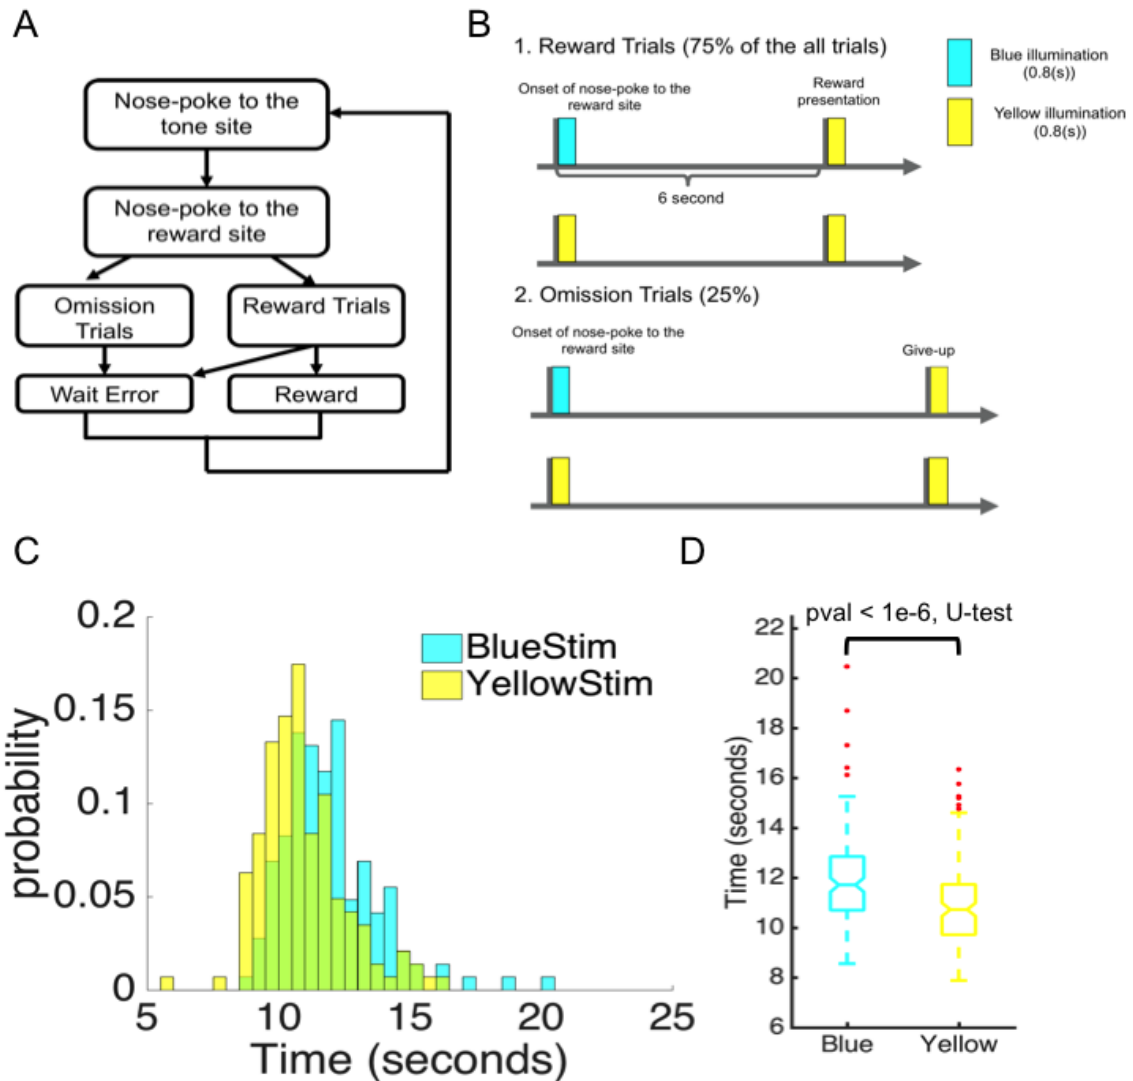 A
Nose-poke to the
tone site
Nose-poke to the
reward site
Omission
Trials
Reward Trials
Wait Error
Reward
B
1. Reward Trials (75% of the all trials)
Onset of nose-poke to the
reward site
Reward
presentation
6 second
Blue illumination
(0.8(s))
Yellow illumination
(0.8(s))
2. Omission Trials (25%)
Onset of nose-poke to the
reward site
Give-up
C
0.2
0.15
0.1
0.05
0
probability
BlueStim
YellowStim
5 10 15 20 25
Time (seconds)
D
pval < 1e-6, U-test
22
20
18
16
14
12
10
8
6
Time (seconds)
Blue Yellow